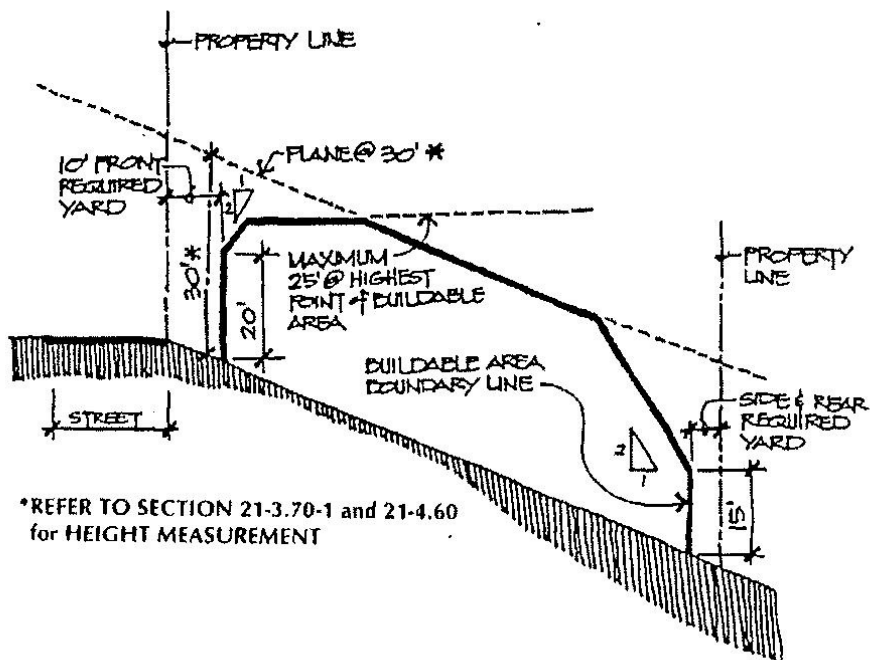 PROPERTY LINE
PLANE @ 30' *
10' FRONT
REQUIRED
YARD
1
2
30'*
20'
MAXIMUM
25' @ HIGHEST
POINT of BUILDABLE
AREA
PROPERTY
LINE
BUILDABLE AREA
BOUNDARY LINE
SIDE & REAR
REQUIRED
YARD
2
1
15'
STREET
*REFER TO SECTION 21-3.70-1 and 21-4.60
for HEIGHT MEASUREMENT